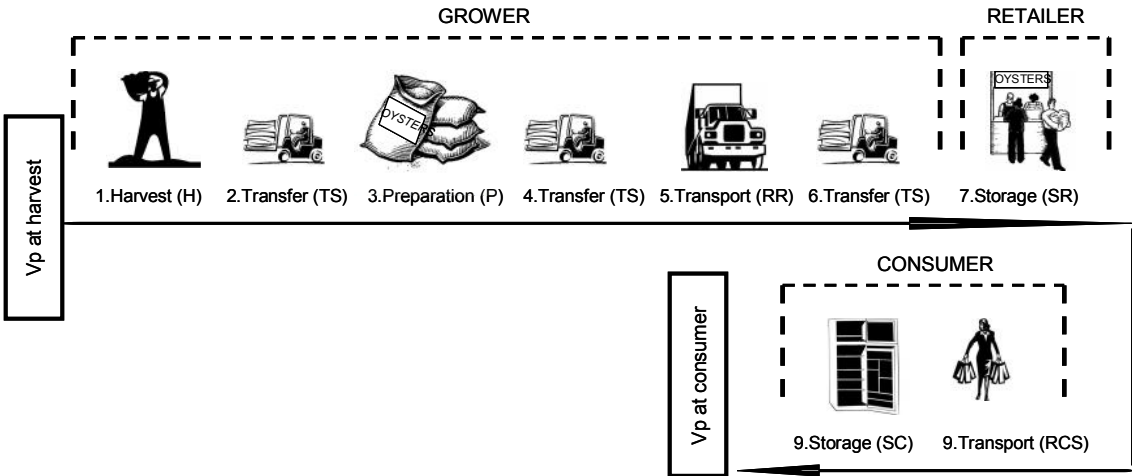 GROWER
RETAILER
OYSTERS
OYSTERS
1.Harvest (H)
2.Transfer (TS)
3.Preparation (P)
4.Transfer (TS)
5.Transport (RR)
6.Transfer (TS)
7.Storage (SR)
Vp at harvest
CONSUMER
Vp at consumer
9.Storage (SC)
9.Transport (RCS)